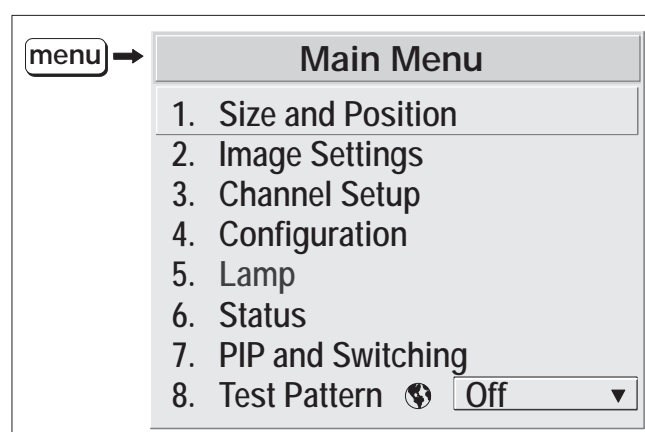 menu
Main Menu
1. Size and Position
2. Image Settings
3. Channel Setup
4. Configuration
5. Lamp
6. Status
7. PIP and Switching
8. Test Pattern Off